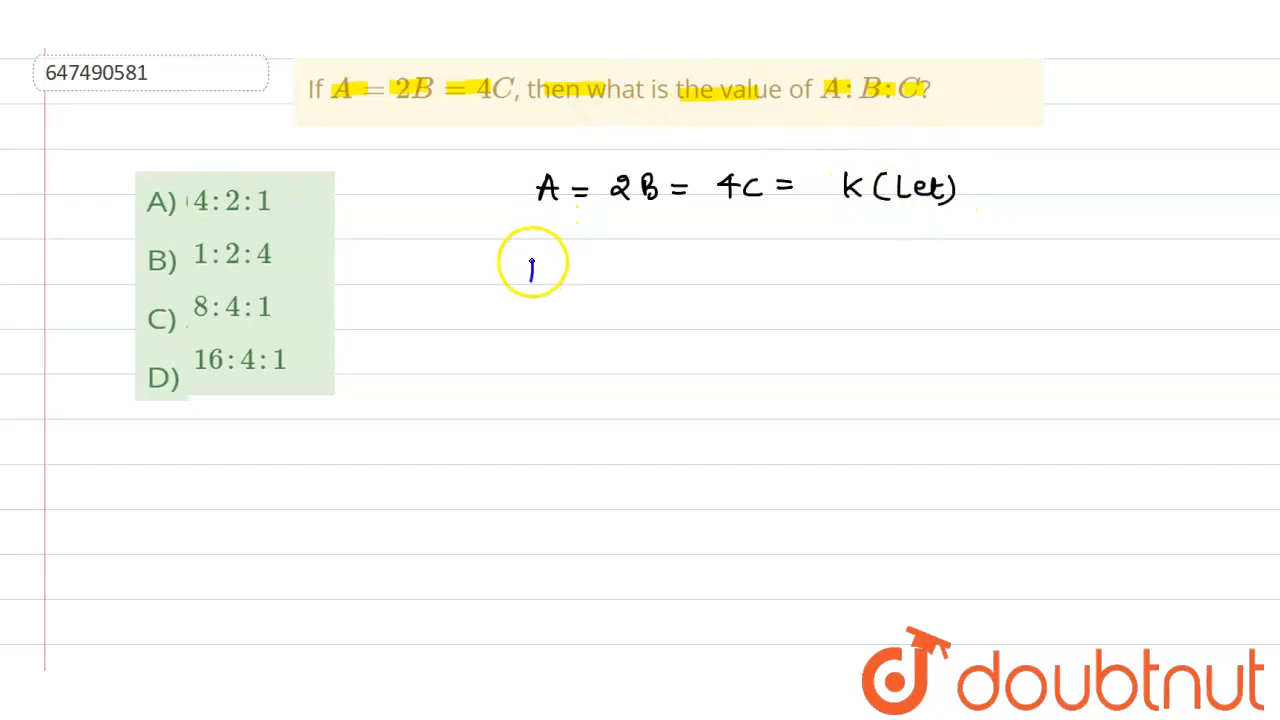 647490581
If A = 2B = 4C, then what is the value of A : B : C?
A) 4 : 2 : 1
B) 1 : 2 : 4
C) 8 : 4 : 1
D) 16 : 4 : 1
A = 2B = 4C = K (Let)
doubtnut